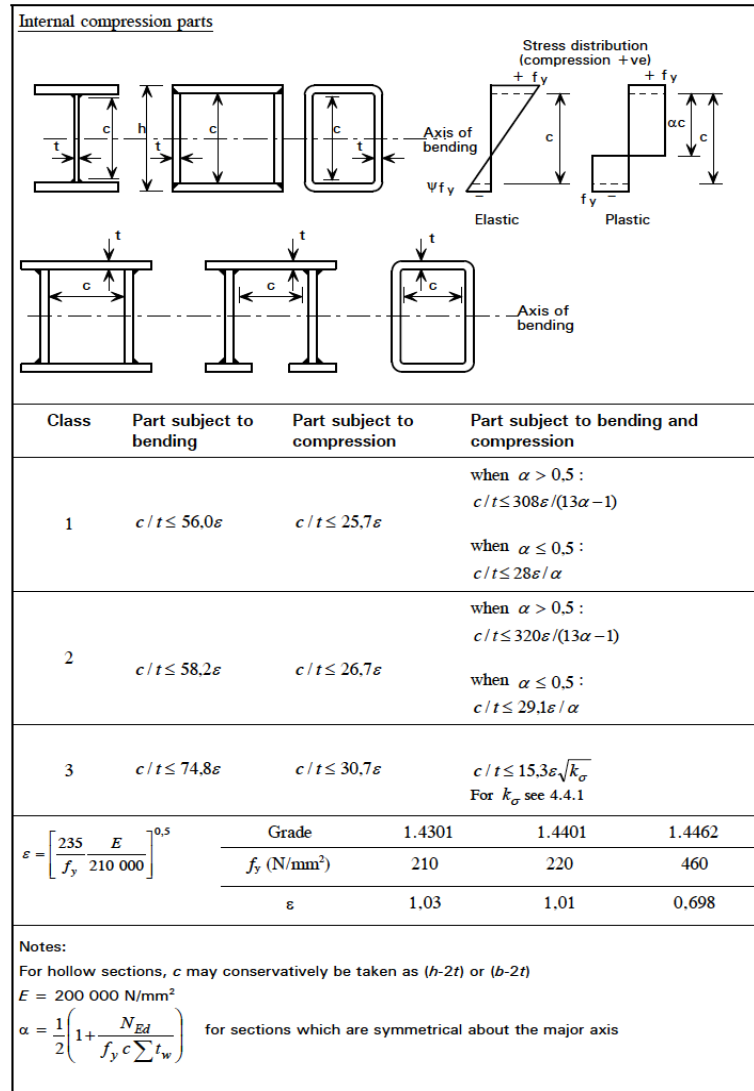 Internal compression parts
Stress distribution
(compression +ve)
+ fy + fy
c h c c αc c c
t t t
Axis of
bending
ψfy fy
− −
Elastic Plastic
t t t
c c c
Axis of
bending
Class Part subject to bending Part subject to compression Part subject to bending and compression
when α > 0,5 :
c/t ≤ 308ε/(13α−1)
1 c/t ≤ 56,0ε c/t ≤ 25,7ε
when α ≤ 0,5 :
c/t ≤ 28ε/α
when α > 0,5 :
c/t ≤ 320ε/(13α−1)
2 c/t ≤ 58,2ε c/t ≤ 26,7ε
when α ≤ 0,5 :
c/t ≤ 29,1ε/α
3 c/t ≤ 74,8ε c/t ≤ 30,7ε c/t ≤ 15,3ε√kσ
For kσ see 4.4.1
ε = [235/fy E/210 000]^0,5
Grade 1.4301 1.4401 1.4462
fy (N/mm²) 210 220 460
ε 1,03 1,01 0,698
Notes:
For hollow sections, c may conservatively be taken as (h-2t) or (b-2t)
E = 200 000 N/mm²
α = 1/2(1+NEd/(fy c∑tw)) for sections which are symmetrical about the major axis